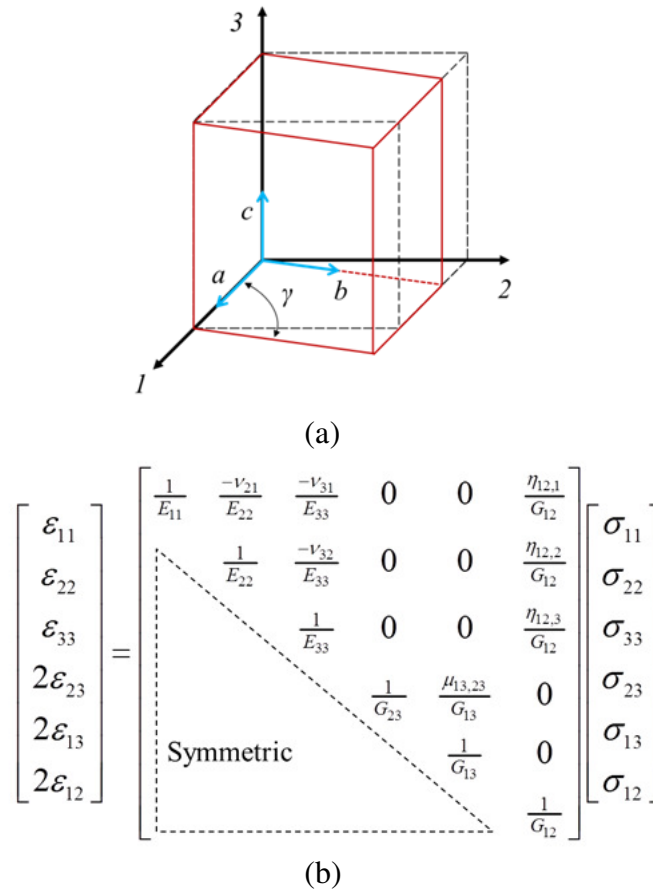 3
c
a
γ
b
2
1
(a)
[ε₁₁ ε₂₂ ε₃₃ 2ε₂₃ 2ε₁₃ 2ε₁₂] =
1/E₁₁ -ν₂₁/E₂₂ -ν₃₁/E₃₃ 0 0 η₁₂,₁/G₁₂
1/E₂₂ -ν₃₂/E₃₃ 0 0 η₁₂,₂/G₁₂
1/E₃₃ 0 0 η₁₂,₃/G₁₂
1/G₂₃ μ₁₃,₂₃/G₁₃ 0
Symmetric 1/G₁₃ 0
1/G₁₂
[σ₁₁ σ₂₂ σ₃₃ σ₂₃ σ₁₃ σ₁₂]
(b)